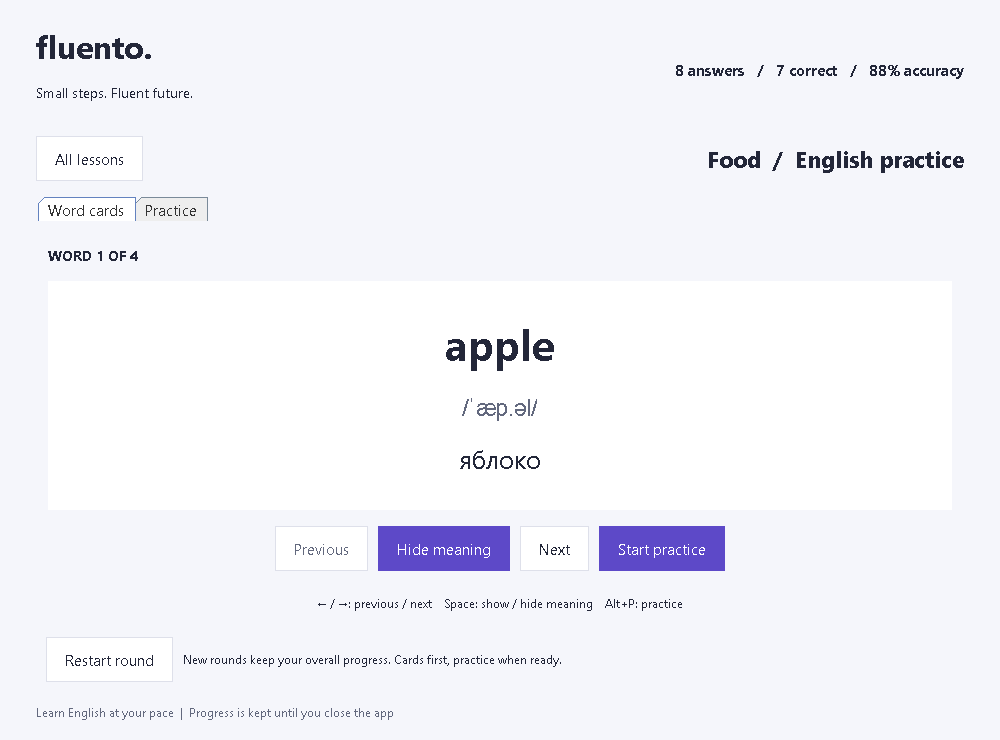 fluento.
8 answers / 7 correct / 88% accuracy
Small steps. Fluent future.
All lessons
Food / English practice
Word cards
Practice
WORD 1 OF 4
apple
/ˈæp.əl/
яблоко
Previous
Hide meaning
Next
Start practice
← / →: previous / next Space: show / hide meaning Alt+P: practice
Restart round
New rounds keep your overall progress. Cards first, practice when ready.
Learn English at your pace | Progress is kept until you close the app